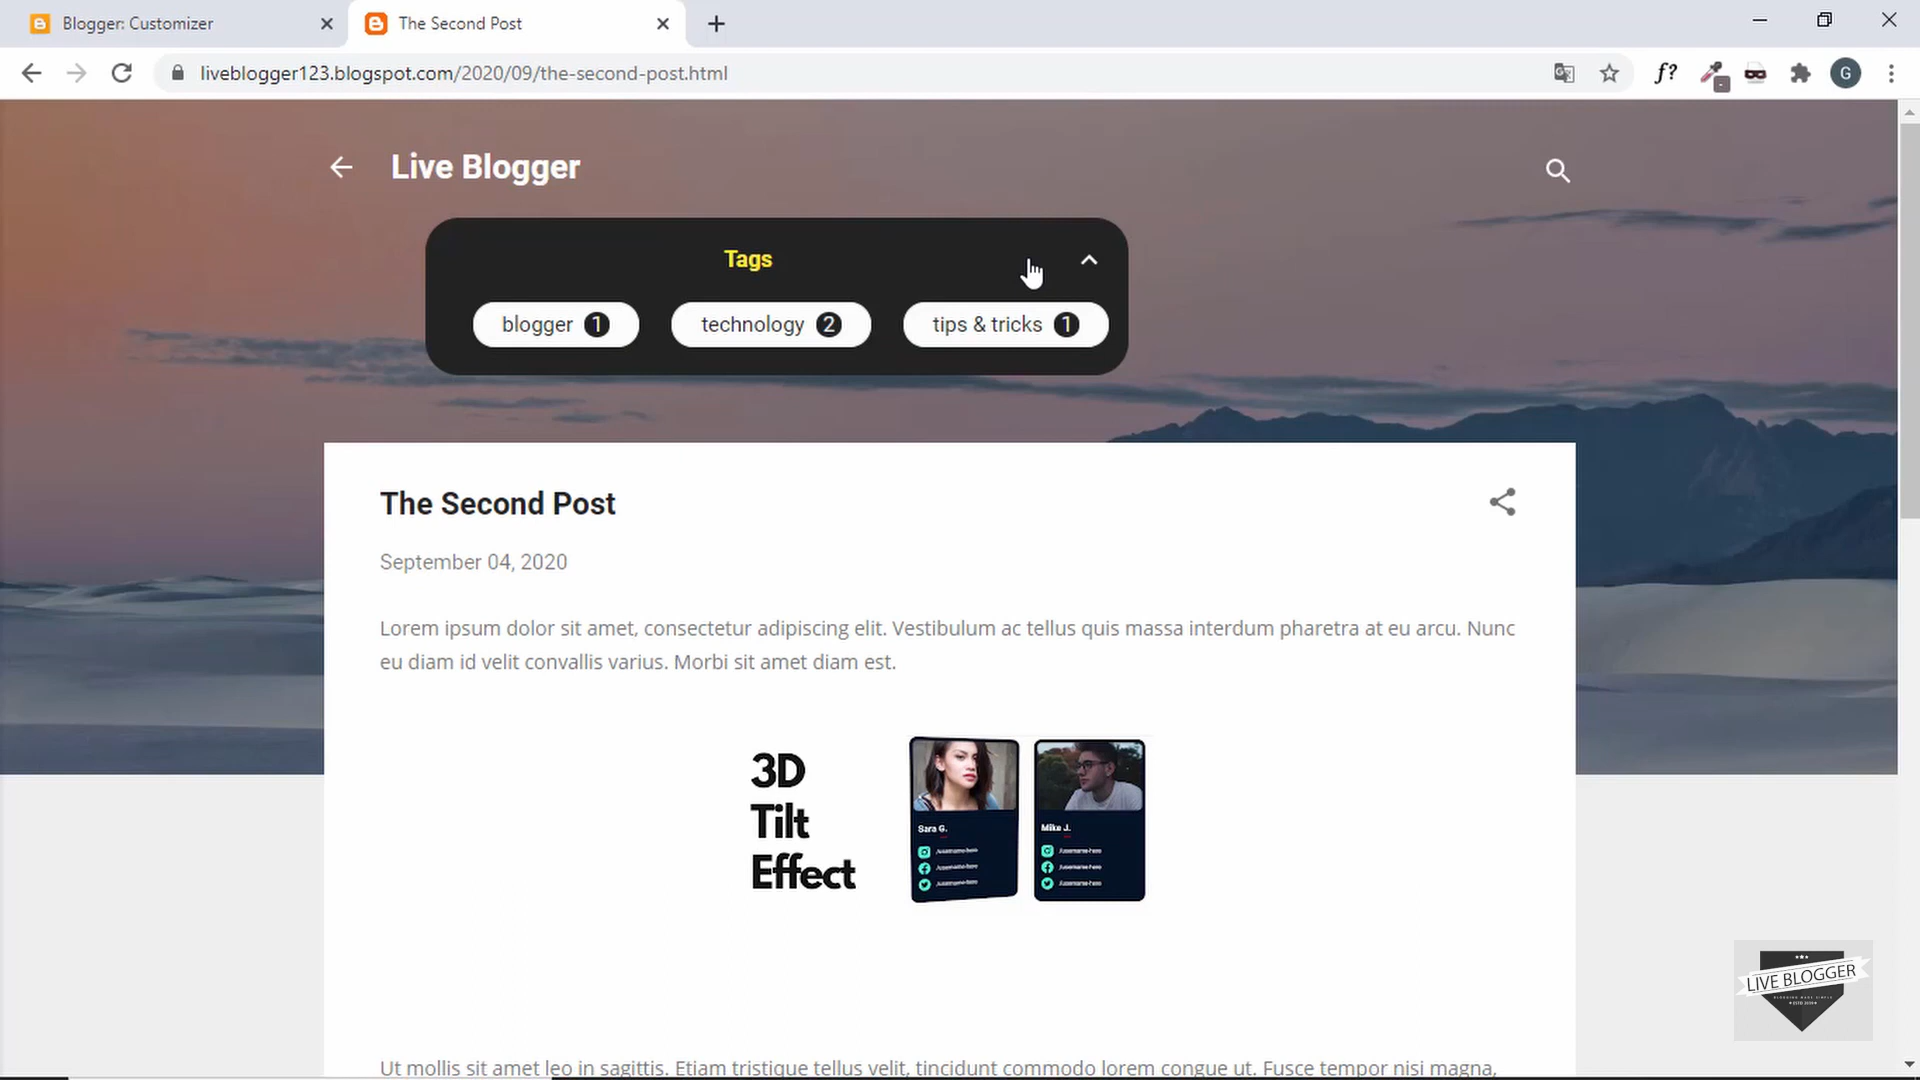 Blogger: Customizer
The Second Post
liveblogger123.blogspot.com/2020/09/the-second-post.html
f?
G
Live Blogger
Tags
blogger 1
technology 2
tips & tricks 1
The Second Post
September 04, 2020
Lorem ipsum dolor sit amet, consectetur adipiscing elit. Vestibulum ac tellus quis massa interdum pharetra at eu arcu. Nunc
eu diam id velit convallis varius. Morbi sit amet diam est.
3D
Tilt
Effect
Sara G.
Mike J.
LIVE BLOGGER
Ut mollis sit amet leo in sagittis. Etiam tristique tellus velit, tincidunt commodo lorem congue ut. Fusce tempor nisi magna,